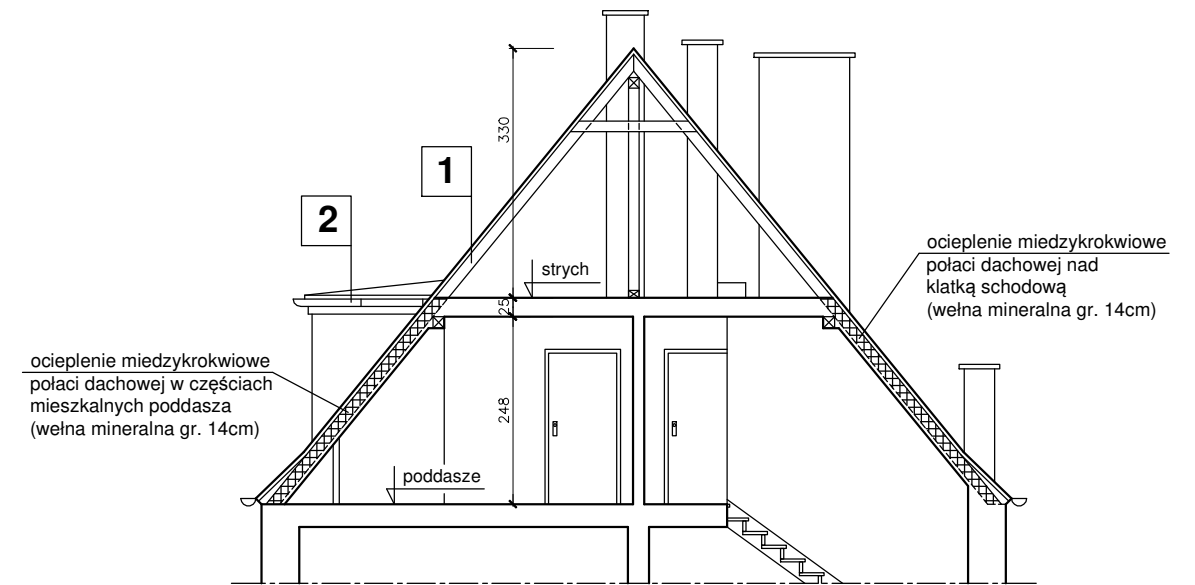 330
1
2
strych
25
ocieplenie miedzykrokwiowe
połaci dachowej nad
klatką schodową
(wełna mineralna gr. 14cm)
ocieplenie miedzykrokwiowe
połaci dachowej w częściach
mieszkalnych poddasza
(wełna mineralna gr. 14cm)
248
poddasze